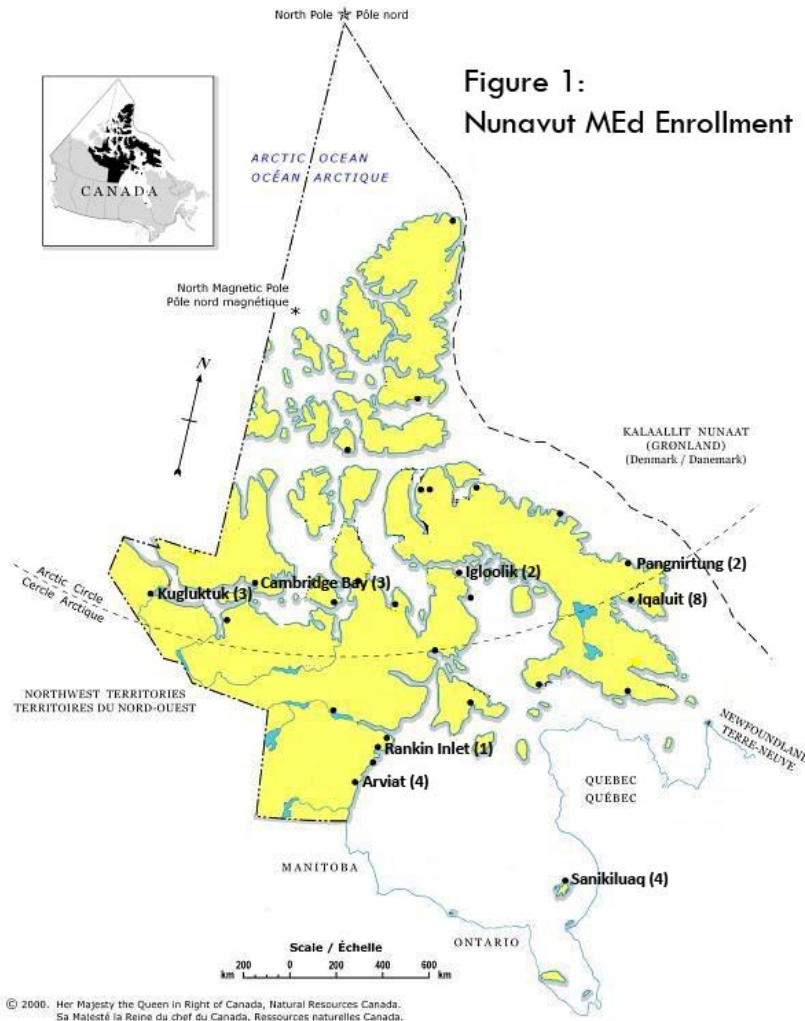 North Pole Pôle nord
Figure 1:
Nunavut MEd Enrollment
ARCTIC OCEAN
OCÉAN ARCTIQUE
CANADA
North Magnetic Pole
Pôle nord magnétique
*
N
KALAALLIT NUNAAT
(GRØNLAND)
(Denmark / Danemark)
Arctic Circle
Cercle Arctique
Kugluktuk (3)
Cambridge Bay (3)
Igloolik (2)
Pangnirtung (2)
Iqaluit (8)
NORTHWEST TERRITORIES
TERRITOIRES DU NORD-OUEST
NEWFOUNDLAND
TERRE-NEUVE
Rankin Inlet (1)
Arviat (4)
QUEBEC
QUÉBEC
MANITOBA
Sanikiluaq (4)
ONTARIO
Scale / Échelle
200 0 200 400 600
km km
© 2000. Her Majesty the Queen in Right of Canada, Natural Resources Canada.
Sa Majesté la Reine du chef du Canada, Ressources naturelles Canada.